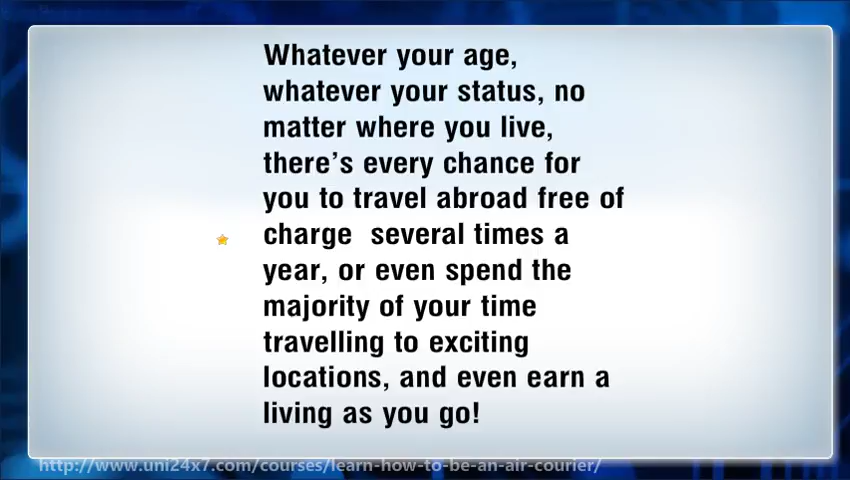 Whatever your age,
whatever your status, no
matter where you live,
there's every chance for
you to travel abroad free of
charge  several times a
year, or even spend the
majority of your time
travelling to exciting
locations, and even earn a
living as you go!
http://www.uni24x7.com/courses/learn-how-to-be-an-air-courier/